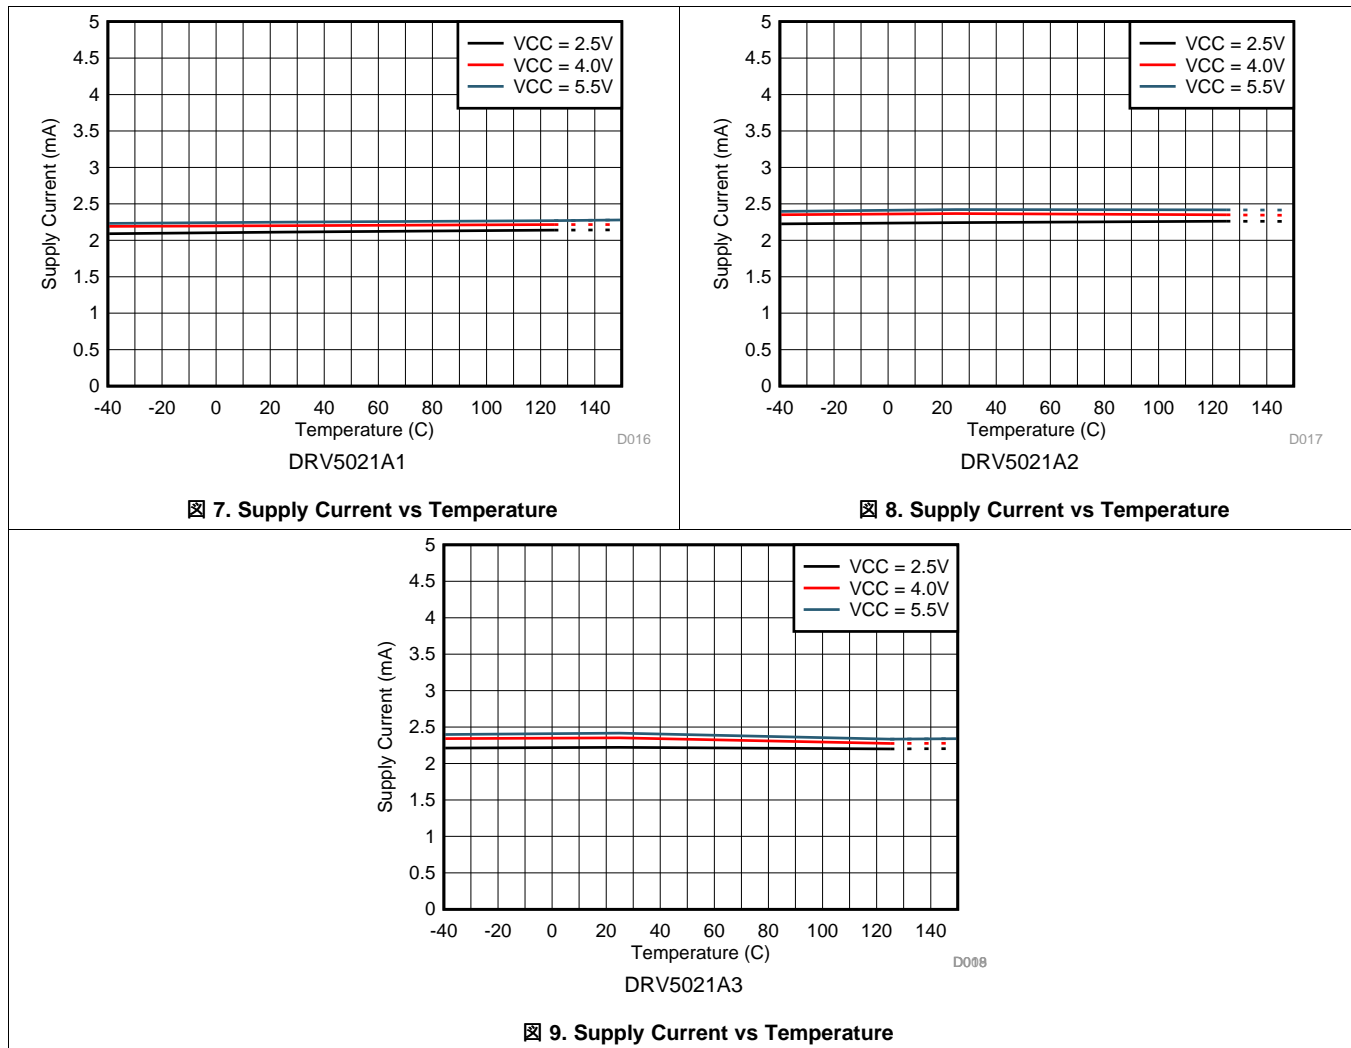 5
4.5
4
3.5
3
2.5
2
1.5
1
0.5
0
Supply Current (mA)
VCC = 2.5V
VCC = 4.0V
VCC = 5.5V
-40 -20 0 20 40 60 80 100 120 140
Temperature (C)
D016
DRV5021A1
図 7. Supply Current vs Temperature
5
4.5
4
3.5
3
2.5
2
1.5
1
0.5
0
Supply Current (mA)
VCC = 2.5V
VCC = 4.0V
VCC = 5.5V
-40 -20 0 20 40 60 80 100 120 140
Temperature (C)
D017
DRV5021A2
図 8. Supply Current vs Temperature
5
4.5
4
3.5
3
2.5
2
1.5
1
0.5
0
Supply Current (mA)
VCC = 2.5V
VCC = 4.0V
VCC = 5.5V
-40 -20 0 20 40 60 80 100 120 140
Temperature (C)
DRV5021A3
図 9. Supply Current vs Temperature